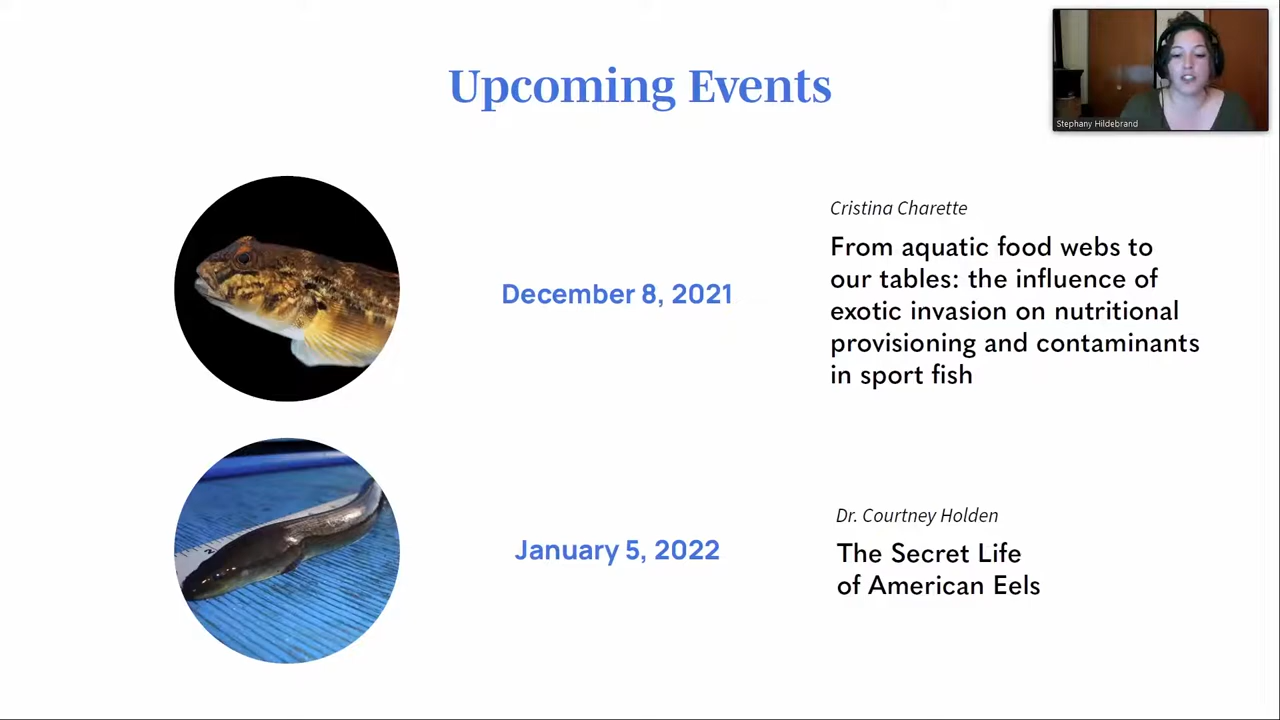 Upcoming Events
Stephany Hildebrand
Cristina Charette
From aquatic food webs to
our tables: the influence of
exotic invasion on nutritional
provisioning and contaminants
in sport fish
December 8, 2021
Dr. Courtney Holden
The Secret Life
of American Eels
January 5, 2022
2